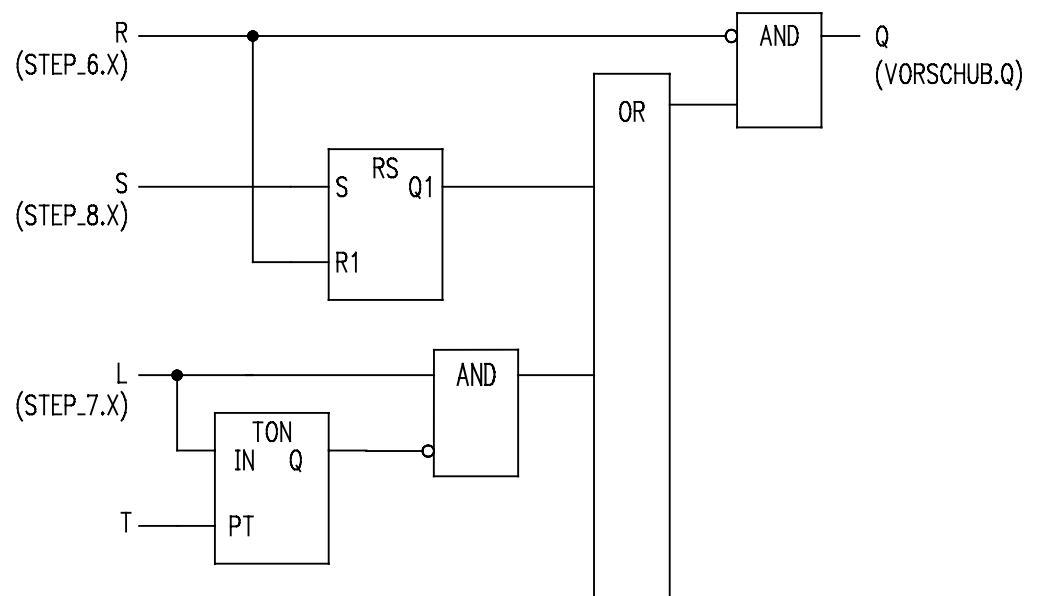 R
(STEP_6.X)
AND
Q
(VORSCHUB.Q)
OR
S
(STEP_8.X)
RS
S
Q1
R1
L
(STEP_7.X)
AND
TON
IN
Q
T
PT